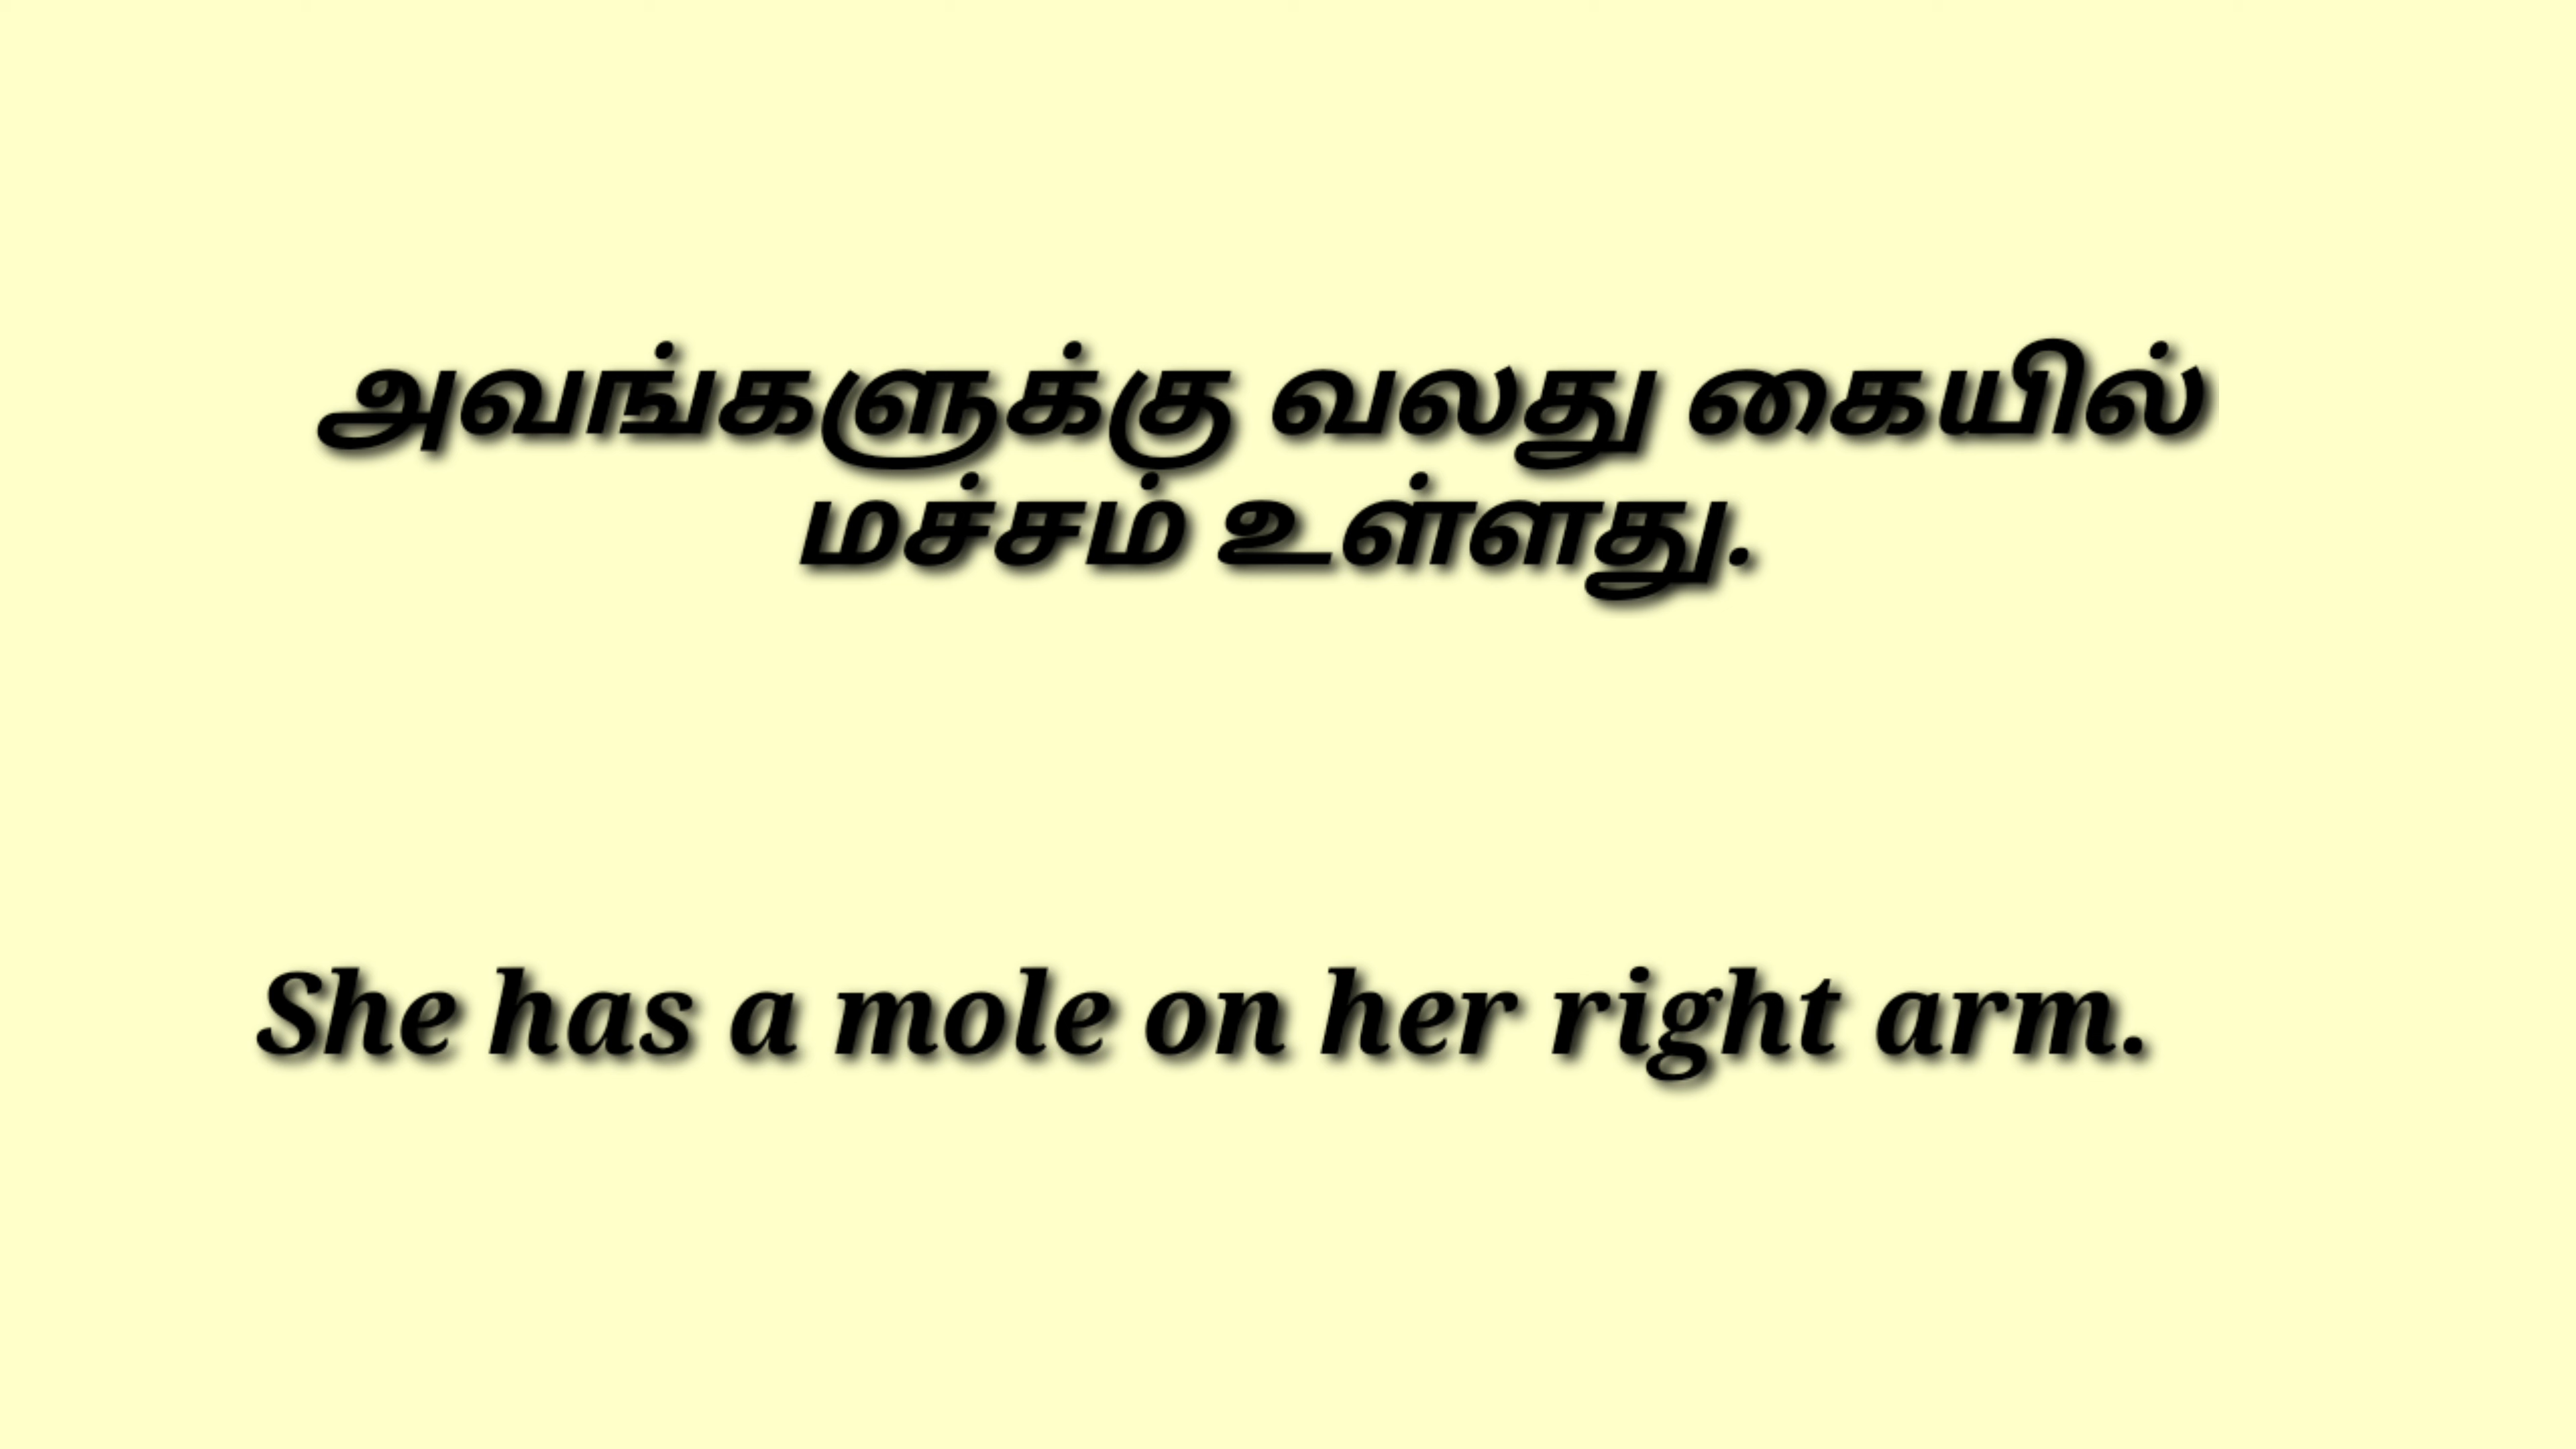 அவங்களுக்கு வலது கையில்
மச்சம் உள்ளது.
She has a mole on her right arm.